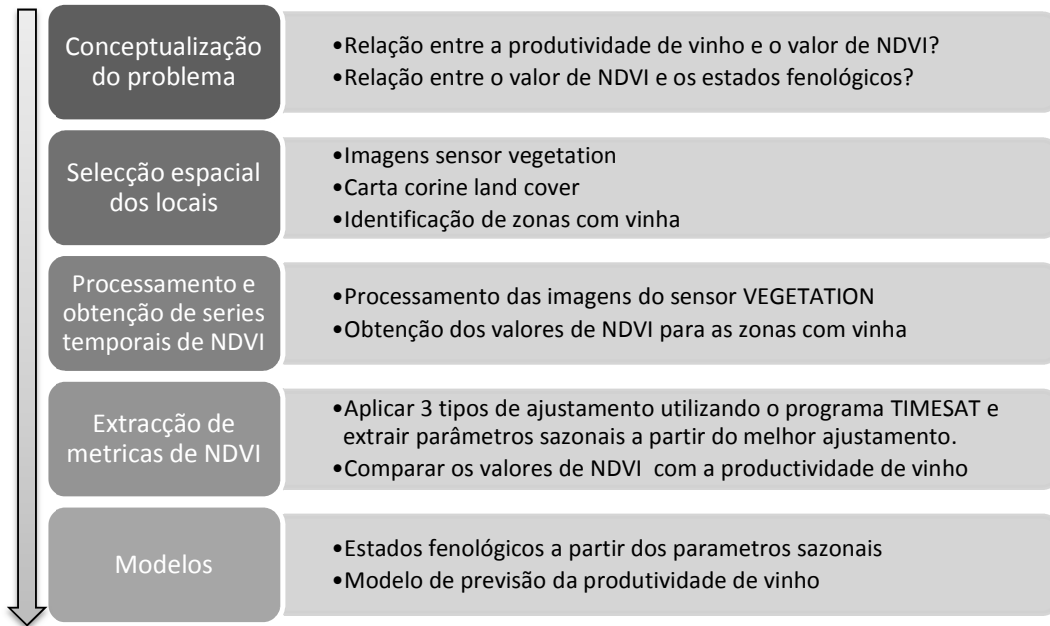 Conceptualização
do problema
•Relação entre a produtividade de vinho e o valor de NDVI?
•Relação entre o valor de NDVI e os estados fenológicos?
Selecção espacial
dos locais
•Imagens sensor vegetation
•Carta corine land cover
•Identificação de zonas com vinha
Processamento e
obtenção de series
temporais de NDVI
•Processamento das imagens do sensor VEGETATION
•Obtenção dos valores de NDVI para as zonas com vinha
Extracção de
metricas de NDVI
•Aplicar 3 tipos de ajustamento utilizando o programa TIMESAT e
extrair parâmetros sazonais a partir do melhor ajustamento.
•Comparar os valores de NDVI com a productividade de vinho
Modelos
•Estados fenológicos a partir dos parametros sazonais
•Modelo de previsão da produtividade de vinho